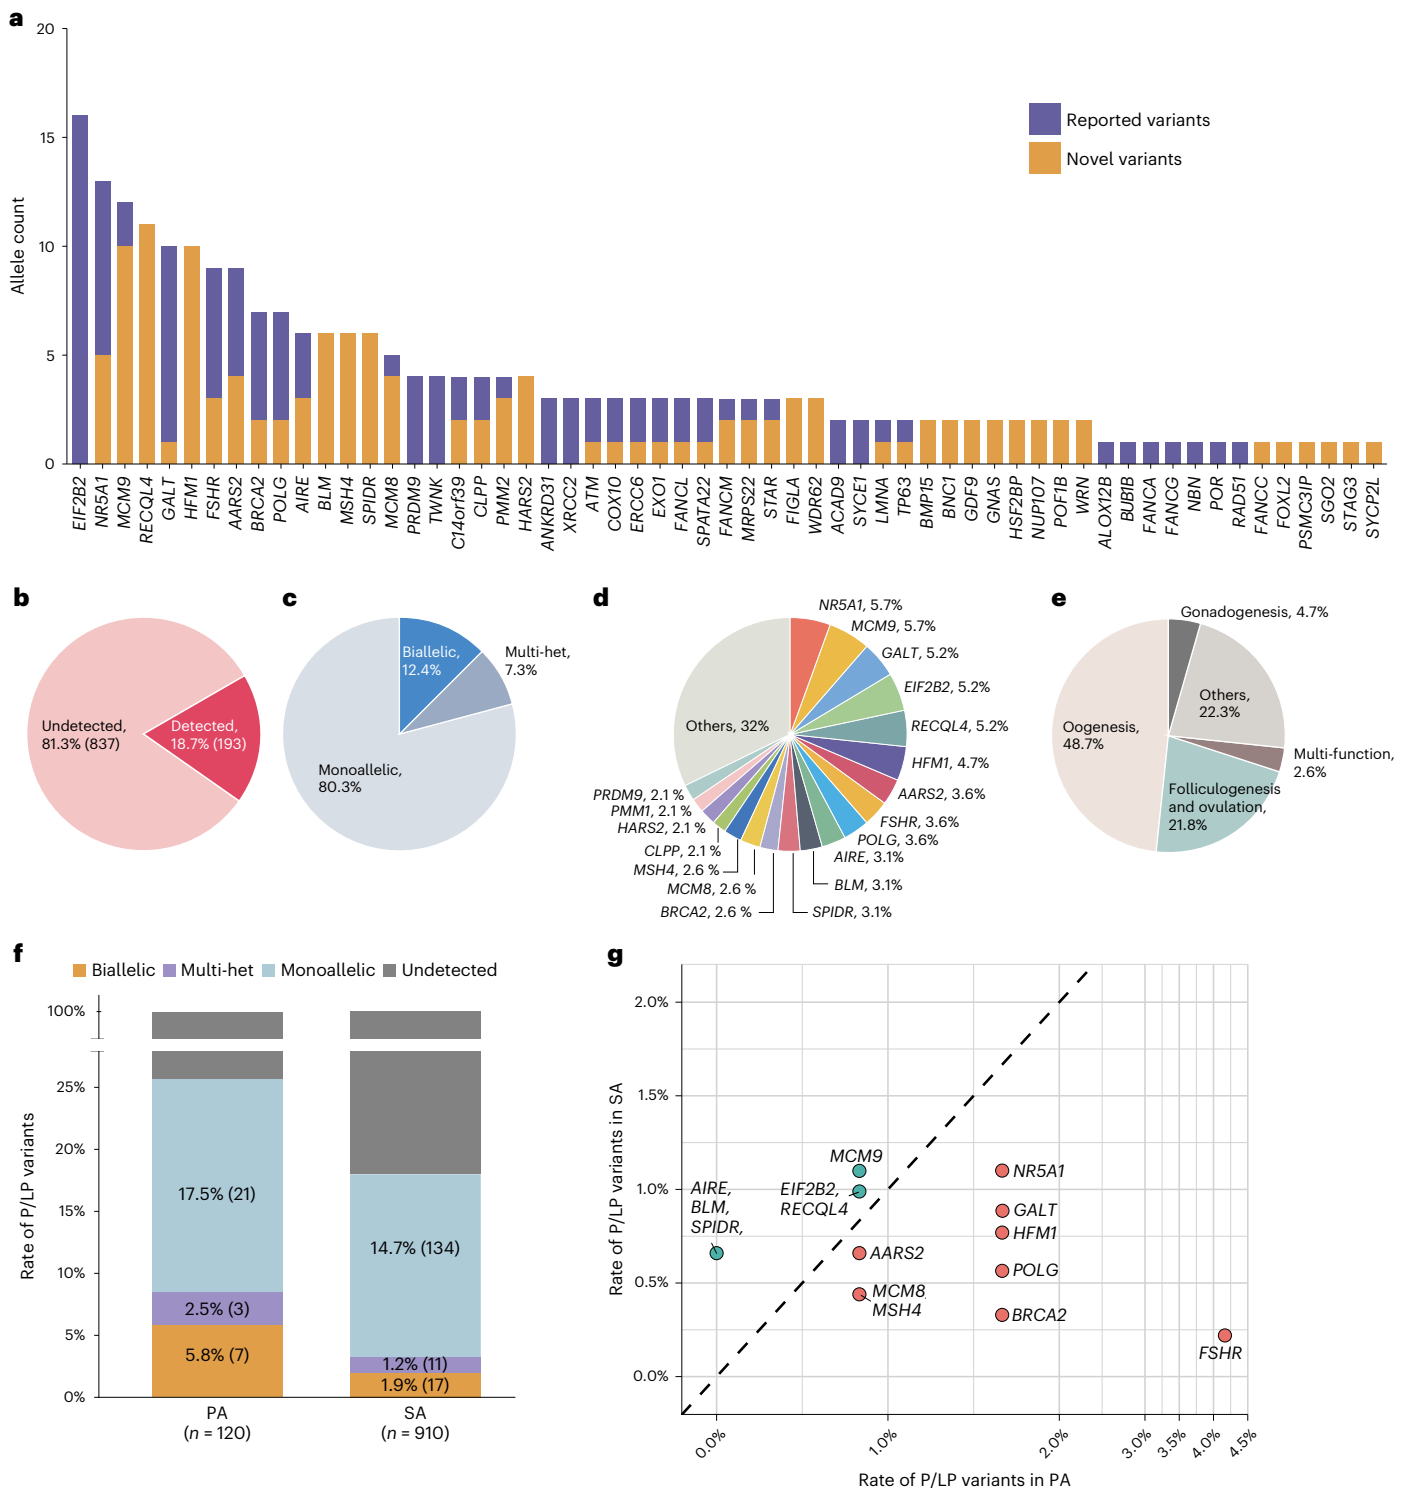 a
20
15
10
5
0
Allele count
Reported variants
Novel variants
EIF2B2
NR5A1
MCM9
RECQL4
GALT
HFM1
FSHR
AARS2
BRCA2
POLG
AIRE
BLM
MSH4
SPIDR
MCM8
PRDM9
TWNK
C14orf39
CLPP
PMM2
HARS2
ANKRD31
XRCC2
ATM
COX10
ERCC6
EXO1
FANCL
SPATA22
FANCM
MRPS22
STAR
FIGLA
WDR62
ACAD9
SYCE1
LMNA
TP63
BMP15
BNC1
GDF9
GNAS
HSF2BP
NUP107
POF1B
WRN
ALOX12B
BUB1B
FANCA
FANCG
NBN
POR
RAD51
FANCC
FOXL2
PSMC3IP
SGO2
STAG3
SYCP2L
b
Undetected,
81.3% (837)
Detected,
18.7% (193)
c
Biallelic,
12.4%
Multi-het,
7.3%
Monoallelic,
80.3%
d
NR5A1, 5.7%
MCM9, 5.7%
GALT, 5.2%
EIF2B2, 5.2%
RECQL4, 5.2%
HFM1, 4.7%
AARS2, 3.6%
FSHR, 3.6%
POLG, 3.6%
AIRE, 3.1%
BLM, 3.1%
SPIDR, 3.1%
BRCA2, 2.6 %
MCM8, 2.6 %
MSH4, 2.6 %
CLPP, 2.1 %
HARS2, 2.1 %
PMM1, 2.1 %
PRDM9, 2.1 %
Others, 32%
e
Gonadogenesis, 4.7%
Others,
22.3%
Multi-function,
2.6%
Folliculogenesis
and ovulation,
21.8%
Oogenesis,
48.7%
f
Biallelic
Multi-het
Monoallelic
Undetected
Rate of P/LP variants
100%
25%
20%
15%
10%
5%
0%
17.5% (21)
2.5% (3)
5.8% (7)
14.7% (134)
1.2% (11)
1.9% (17)
PA
(n = 120)
SA
(n = 910)
g
Rate of P/LP variants in SA
2.0%
1.5%
1.0%
0.5%
0.0%
MCM9
EIF2B2,
RECQL4
AIRE,
BLM,
SPIDR,
AARS2
MCM8,
MSH4
NR5A1
GALT
HFM1
POLG
BRCA2
FSHR
0.0%
1.0%
2.0%
3.0%
3.5%
4.0%
4.5%
Rate of P/LP variants in PA